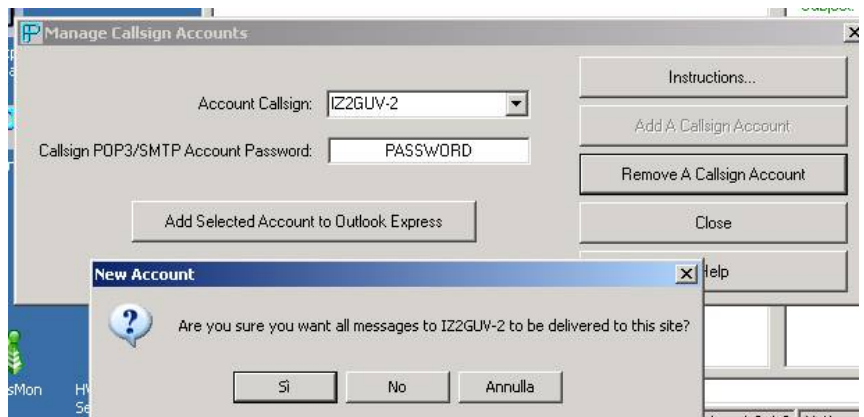 Manage Callsign Accounts
Account Callsign: IZ2GUV-2
Callsign POP3/SMTP Account Password: PASSWORD
Add Selected Account to Outlook Express
Instructions...
Add A Callsign Account
Remove A Callsign Account
Close
Help
New Account
Are you sure you want all messages to IZ2GUV-2 to be delivered to this site?
Sì
No
Annulla
sMon